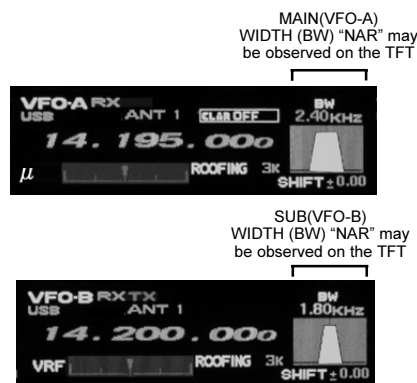 MAIN(VFO-A)
WIDTH (BW) “NAR” may
be observed on the TFT
VFO-A RX
USB
ANT 1
CLAR OFF
BW
2.40KHz
14.195.000
μ
ROOFING 3K
SHIFT±0.00
SUB(VFO-B)
WIDTH (BW) “NAR” may
be observed on the TFT
VFO-B RX TX
USB
ANT 1
BW
1.80KHz
14.200.000
VRF
ROOFING 3K
SHIFT±0.00